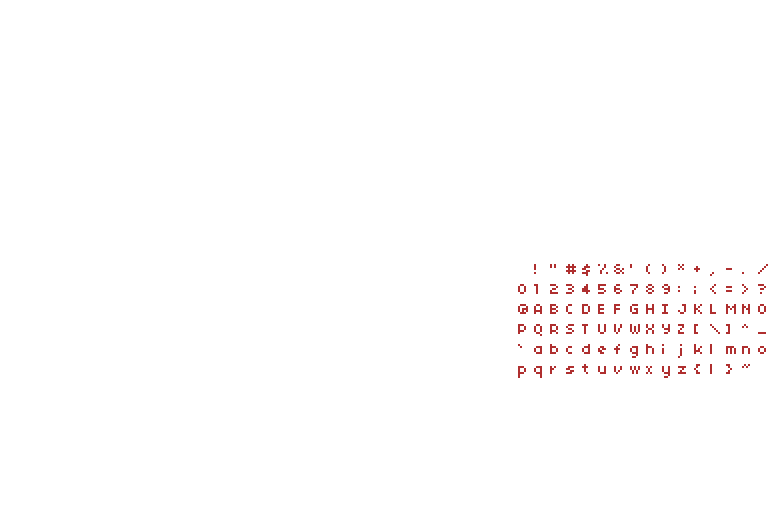 ! " # $ % & ' ( ) * + , - . /
0 1 2 3 4 5 6 7 8 9 : ; < = > ?
@ A B C D E F G H I J K L M N O
P Q R S T U V W X Y Z [ \ ] ^ _
` a b c d e f g h i j k l m n o
p q r s t u v w x y z { | } ~